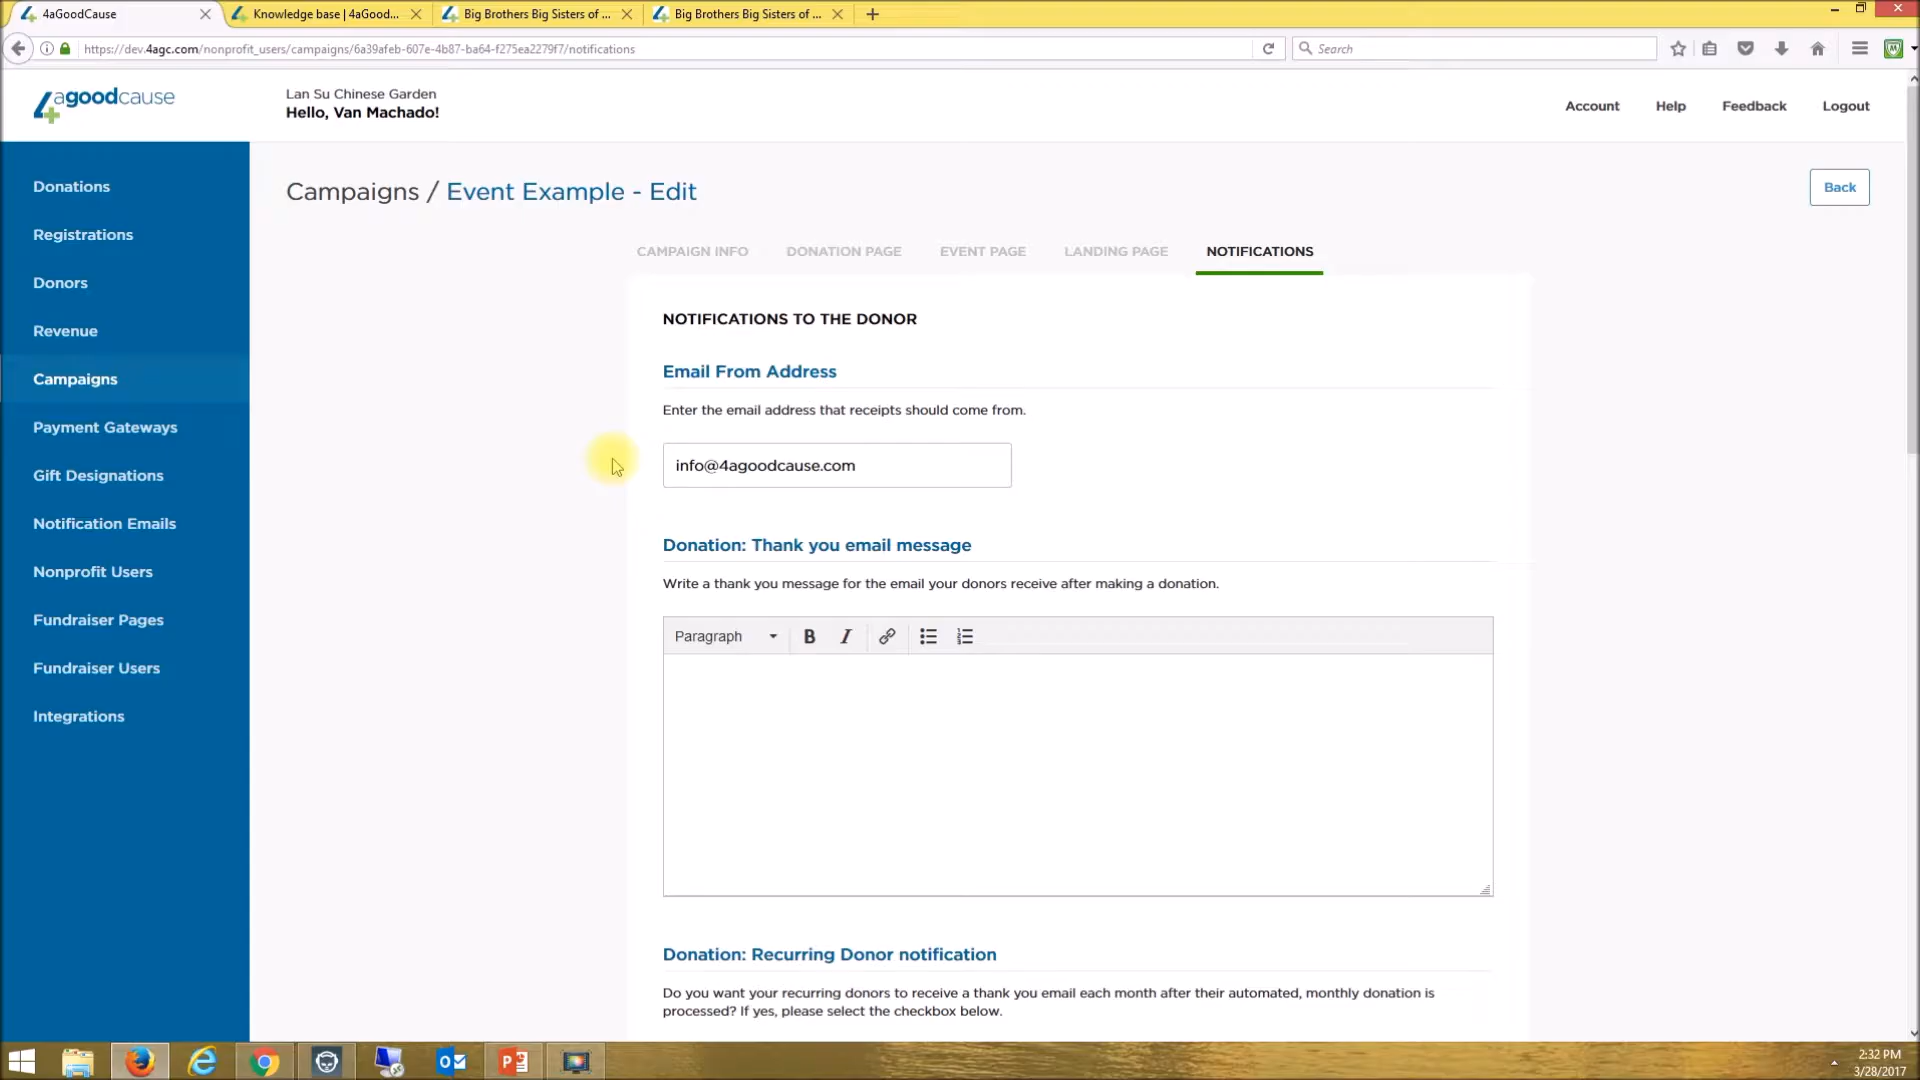 4aGoodCause
Knowledge base | 4aGood...
Big Brothers Big Sisters of ...
Big Brothers Big Sisters of ...
https://dev.4agc.com/nonprofit_users/campaigns/6a39afeb-607e-4b87-ba64-f275ea2279f7/notifications
Search
4agoodcause
Lan Su Chinese Garden
Hello, Van Machado!
Account
Help
Feedback
Logout
Donations
Registrations
Donors
Revenue
Campaigns
Payment Gateways
Gift Designations
Notification Emails
Nonprofit Users
Fundraiser Pages
Fundraiser Users
Integrations
Campaigns / Event Example - Edit
Back
CAMPAIGN INFO
DONATION PAGE
EVENT PAGE
LANDING PAGE
NOTIFICATIONS
NOTIFICATIONS TO THE DONOR
Email From Address
Enter the email address that receipts should come from.
info@4agoodcause.com
Donation: Thank you email message
Write a thank you message for the email your donors receive after making a donation.
Paragraph
B
I
Donation: Recurring Donor notification
Do you want your recurring donors to receive a thank you email each month after their automated, monthly donation is
processed? If yes, please select the checkbox below.
2:32 PM
3/28/2017